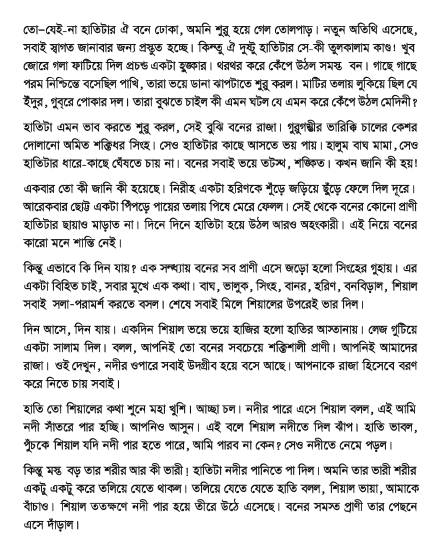 তো–যেই-না হাতিটার ঐ বনে ঢোকা, অমনি শুরু হয়ে গেল তোলপাড়। নতুন অতিথি এসেছে,
সবাই স্বাগত জানাবার জন্য প্রস্তুত হচ্ছে। কিন্তু ঐ দুষ্টু হাতিটার সে-কী তুলকালাম কাণ্ড! খুব
জোরে গলা ফাটিয়ে দিল প্রচন্ড একটা হুঙ্কার। থরথর করে কেঁপে উঠল সমস্ত বন। গাছে গাছে
পরম নিশ্চিন্তে বসেছিল পাখি, তারা ভয়ে ডানা ঝাপটাতে শুরু করল। মাটির তলায় লুকিয়ে ছিল যে
ইঁদুর, গুব্‌রে পোকার দল। তারা বুঝতে চাইল কী এমন ঘটল যে এমন করে কেঁপে উঠল মেদিনী?
হাতিটা এমন ভাব করতে শুরু করল, সেই বুঝি বনের রাজা। গুরুগম্ভীর ভারিক্কি চালের কেশর
দোলানো অমিত শক্তিধর সিংহ। সেও হাতিটার কাছে আসতে ভয় পায়। হালুম বাঘ মামা, সেও
হাতিটার ধারে-কাছে ঘেঁষতে চায় না। বনের সবাই ভয়ে তটস্থ, শঙ্কিত। কখন জানি কী হয়!
একবার তো কী জানি কী হয়েছে। নিরীহ একটা হরিণকে শুঁড়ে জড়িয়ে ছুঁড়ে ফেলে দিল দূরে।
আরেকবার ছোট্ট একটা পিঁপড়ে পায়ের তলায় পিষে মেরে ফেলল। সেই থেকে বনের কোনো প্রাণী
হাতিটার ছায়াও মাড়াত না। দিনে দিনে হাতিটা হয়ে উঠল আরও অহংকারী। এই নিয়ে বনের
কারো মনে শান্তি নেই।
কিন্তু এভাবে কি দিন যায়? এক সন্ধ্যায় বনের সব প্রাণী এসে জড়ো হলো সিংহের গুহায়। এর
একটা বিহিত চাই, সবার মুখে এক কথা। বাঘ, ভালুক, সিংহ, বানর, হরিণ, বনবিড়াল, শিয়াল
সবাই সলা-পরামর্শ করতে বসল। শেষে সবাই মিলে শিয়ালের উপরেই ভার দিল।
দিন আসে, দিন যায়। একদিন শিয়াল ভয়ে ভয়ে হাজির হলো হাতির আস্তানায়। লেজ গুটিয়ে
একটা সালাম দিল। বলল, আপনিই তো বনের সবচেয়ে শক্তিশালী প্রাণী। আপনিই আমাদের
রাজা। ওই দেখুন, নদীর ওপারে সবাই উদগ্রীব হয়ে বসে আছে। আপনাকে রাজা হিসেবে বরণ
করে নিতে চায় সবাই।
হাতি তো শিয়ালের কথা শুনে মহা খুশি। আচ্ছা চল। নদীর পারে এসে শিয়াল বলল, এই আমি
নদী সাঁতরে পার হচ্ছি। আপনিও আসুন। এই বলে শিয়াল নদীতে দিল ঝাঁপ। হাতি ভাবল,
পুঁচকে শিয়াল যদি নদী পার হতে পারে, আমি পারব না কেন? সেও নদীতে নেমে পড়ল।
কিন্তু মস্ত বড় তার শরীর আর কী ভারী! হাতিটা নদীর পানিতে পা দিল। অমনি তার ভারী শরীর
একটু একটু করে তলিয়ে যেতে থাকল। তলিয়ে যেতে যেতে হাতি বলল, শিয়াল ভায়া, আমাকে
বাঁচাও। শিয়াল ততক্ষণে নদী পার হয়ে তীরে উঠে এসেছে। বনের সমস্ত প্রাণী তার পেছনে
এসে দাঁড়াল।